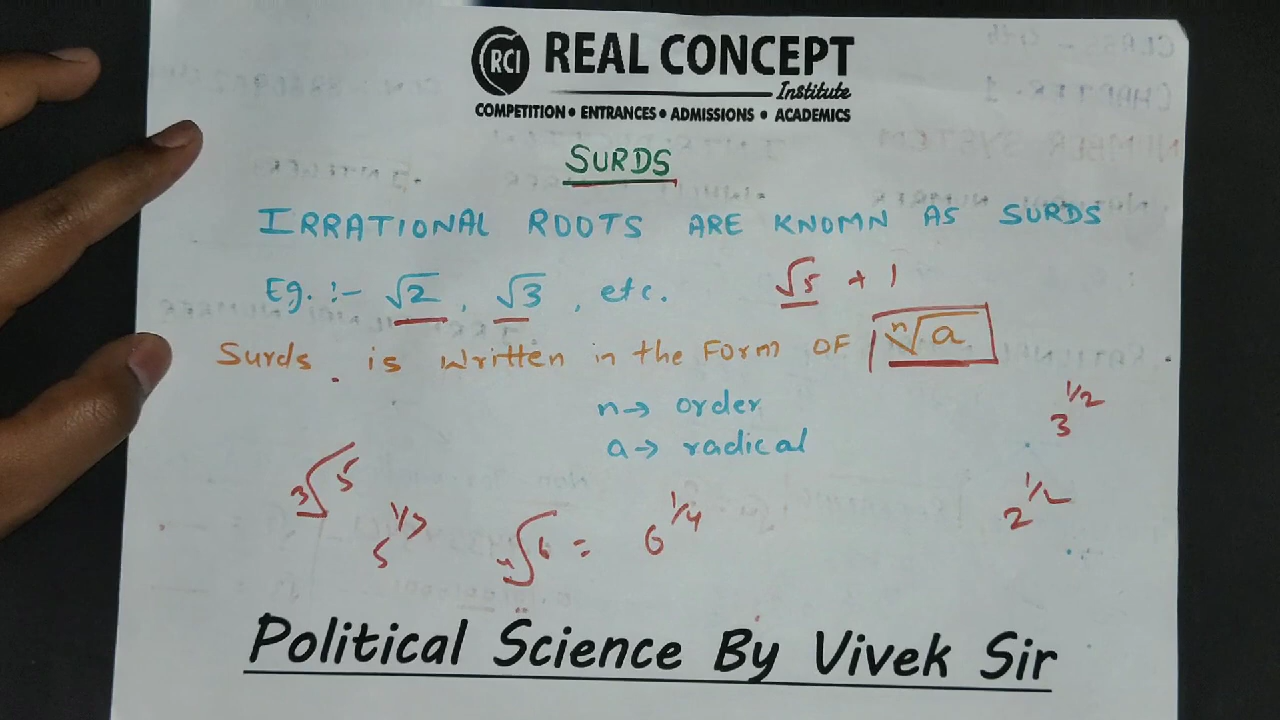 RCI REAL CONCEPT
Institute
COMPETITION • ENTRANCES • ADMISSIONS • ACADEMICS
SURDS
IRRATIONAL ROOTS ARE KNOMN AS SURDS
Eg. :- √2, √3, etc. √5 + 1
Surds is written in the Form OF ⁿ√a
n → order
a → radical
3^1/2
³√5
5^1/3
⁴√6 = 6^1/4
2^1/2
Political Science By Vivek Sir